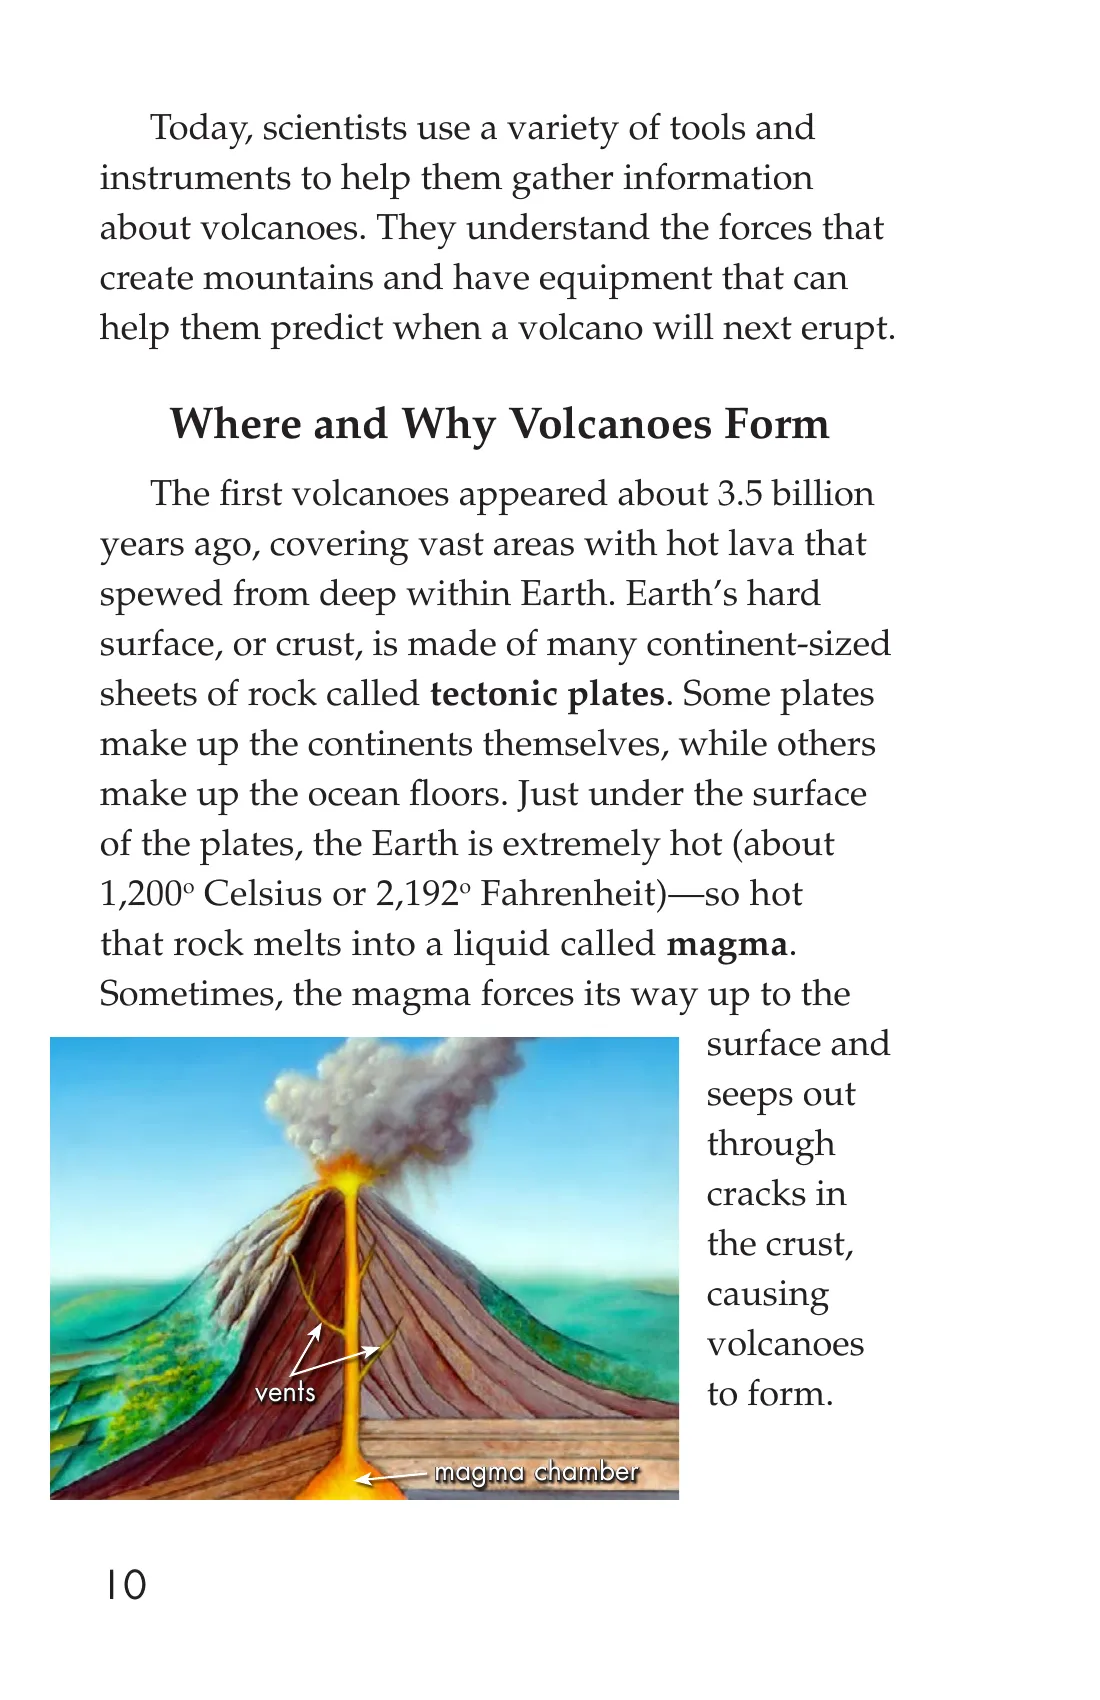 Today, scientists use a variety of tools and
instruments to help them gather information
about volcanoes. They understand the forces that
create mountains and have equipment that can
help them predict when a volcano will next erupt.
Where and Why Volcanoes Form
The first volcanoes appeared about 3.5 billion
years ago, covering vast areas with hot lava that
spewed from deep within Earth. Earth’s hard
surface, or crust, is made of many continent-sized
sheets of rock called tectonic plates. Some plates
make up the continents themselves, while others
make up the ocean floors. Just under the surface
of the plates, the Earth is extremely hot (about
1,200º Celsius or 2,192º Fahrenheit)—so hot
that rock melts into a liquid called magma.
Sometimes, the magma forces its way up to the
surface and
seeps out
through
cracks in
the crust,
causing
volcanoes
to form.
vents
magma chamber
10